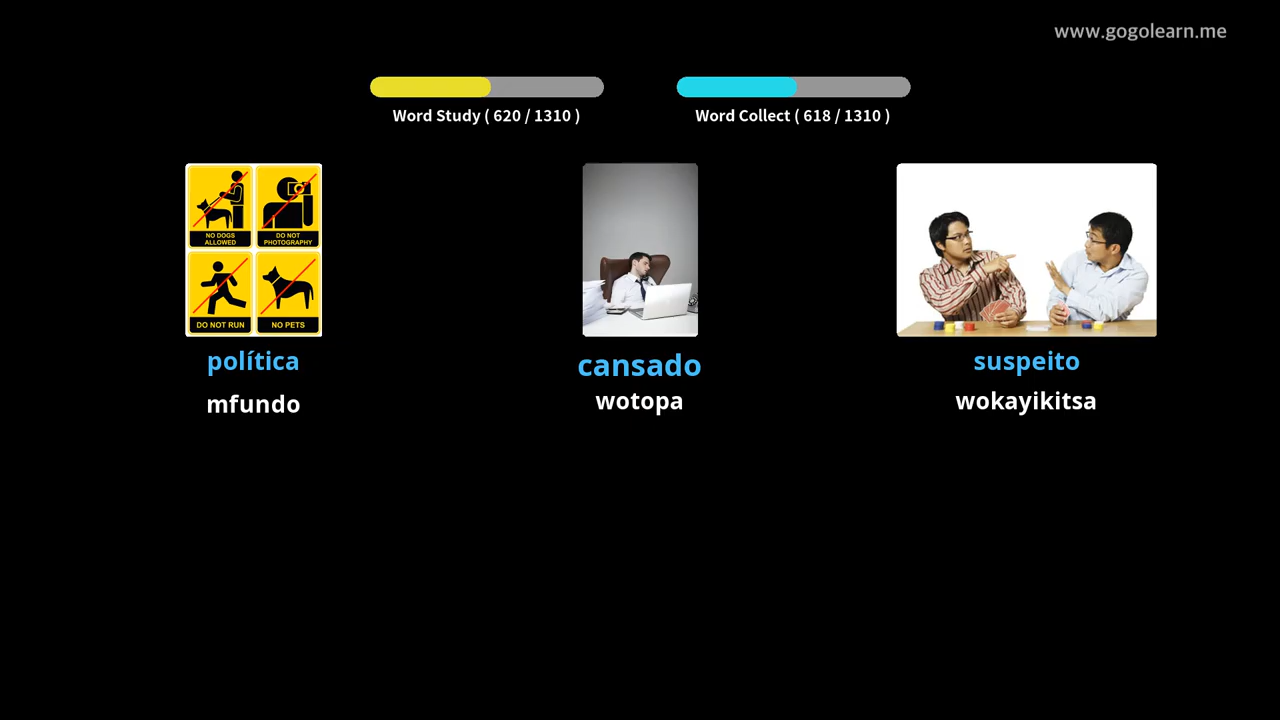 www.gogolearn.me
Word Study ( 620 / 1310 )
Word Collect ( 618 / 1310 )
NO DOGS
ALLOWED
DO NOT
PHOTOGRAPHY
DO NOT RUN
NO PETS
política
cansado
suspeito
mfundo
wotopa
wokayikitsa